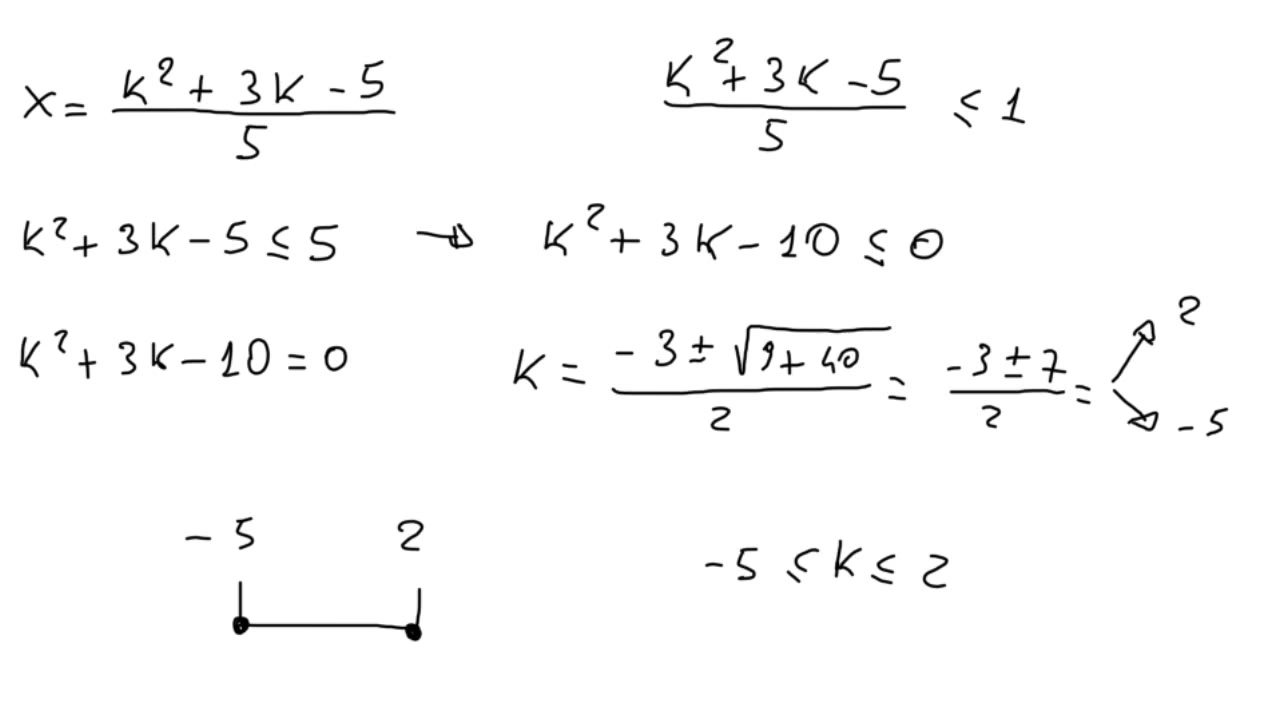 x = (k² + 3k - 5)/5    (k² + 3k - 5)/5 ≤ 1
k² + 3k - 5 ≤ 5 → k² + 3k - 10 ≤ 0
k² + 3k - 10 = 0    k = (-3 ± √(9 + 40))/2 = (-3 ± 7)/2 = ↗ 2 ↘ -5
- 5    2    -5 ≤ k ≤ 2